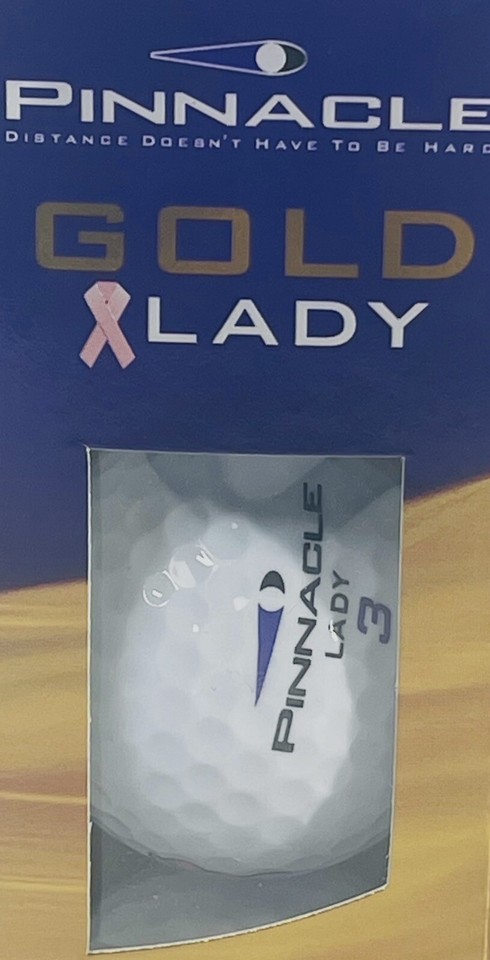 PINNACLE
DISTANCE DOESN'T HAVE TO BE HARD
GOLD
LADY
PINNACLE
LADY
3